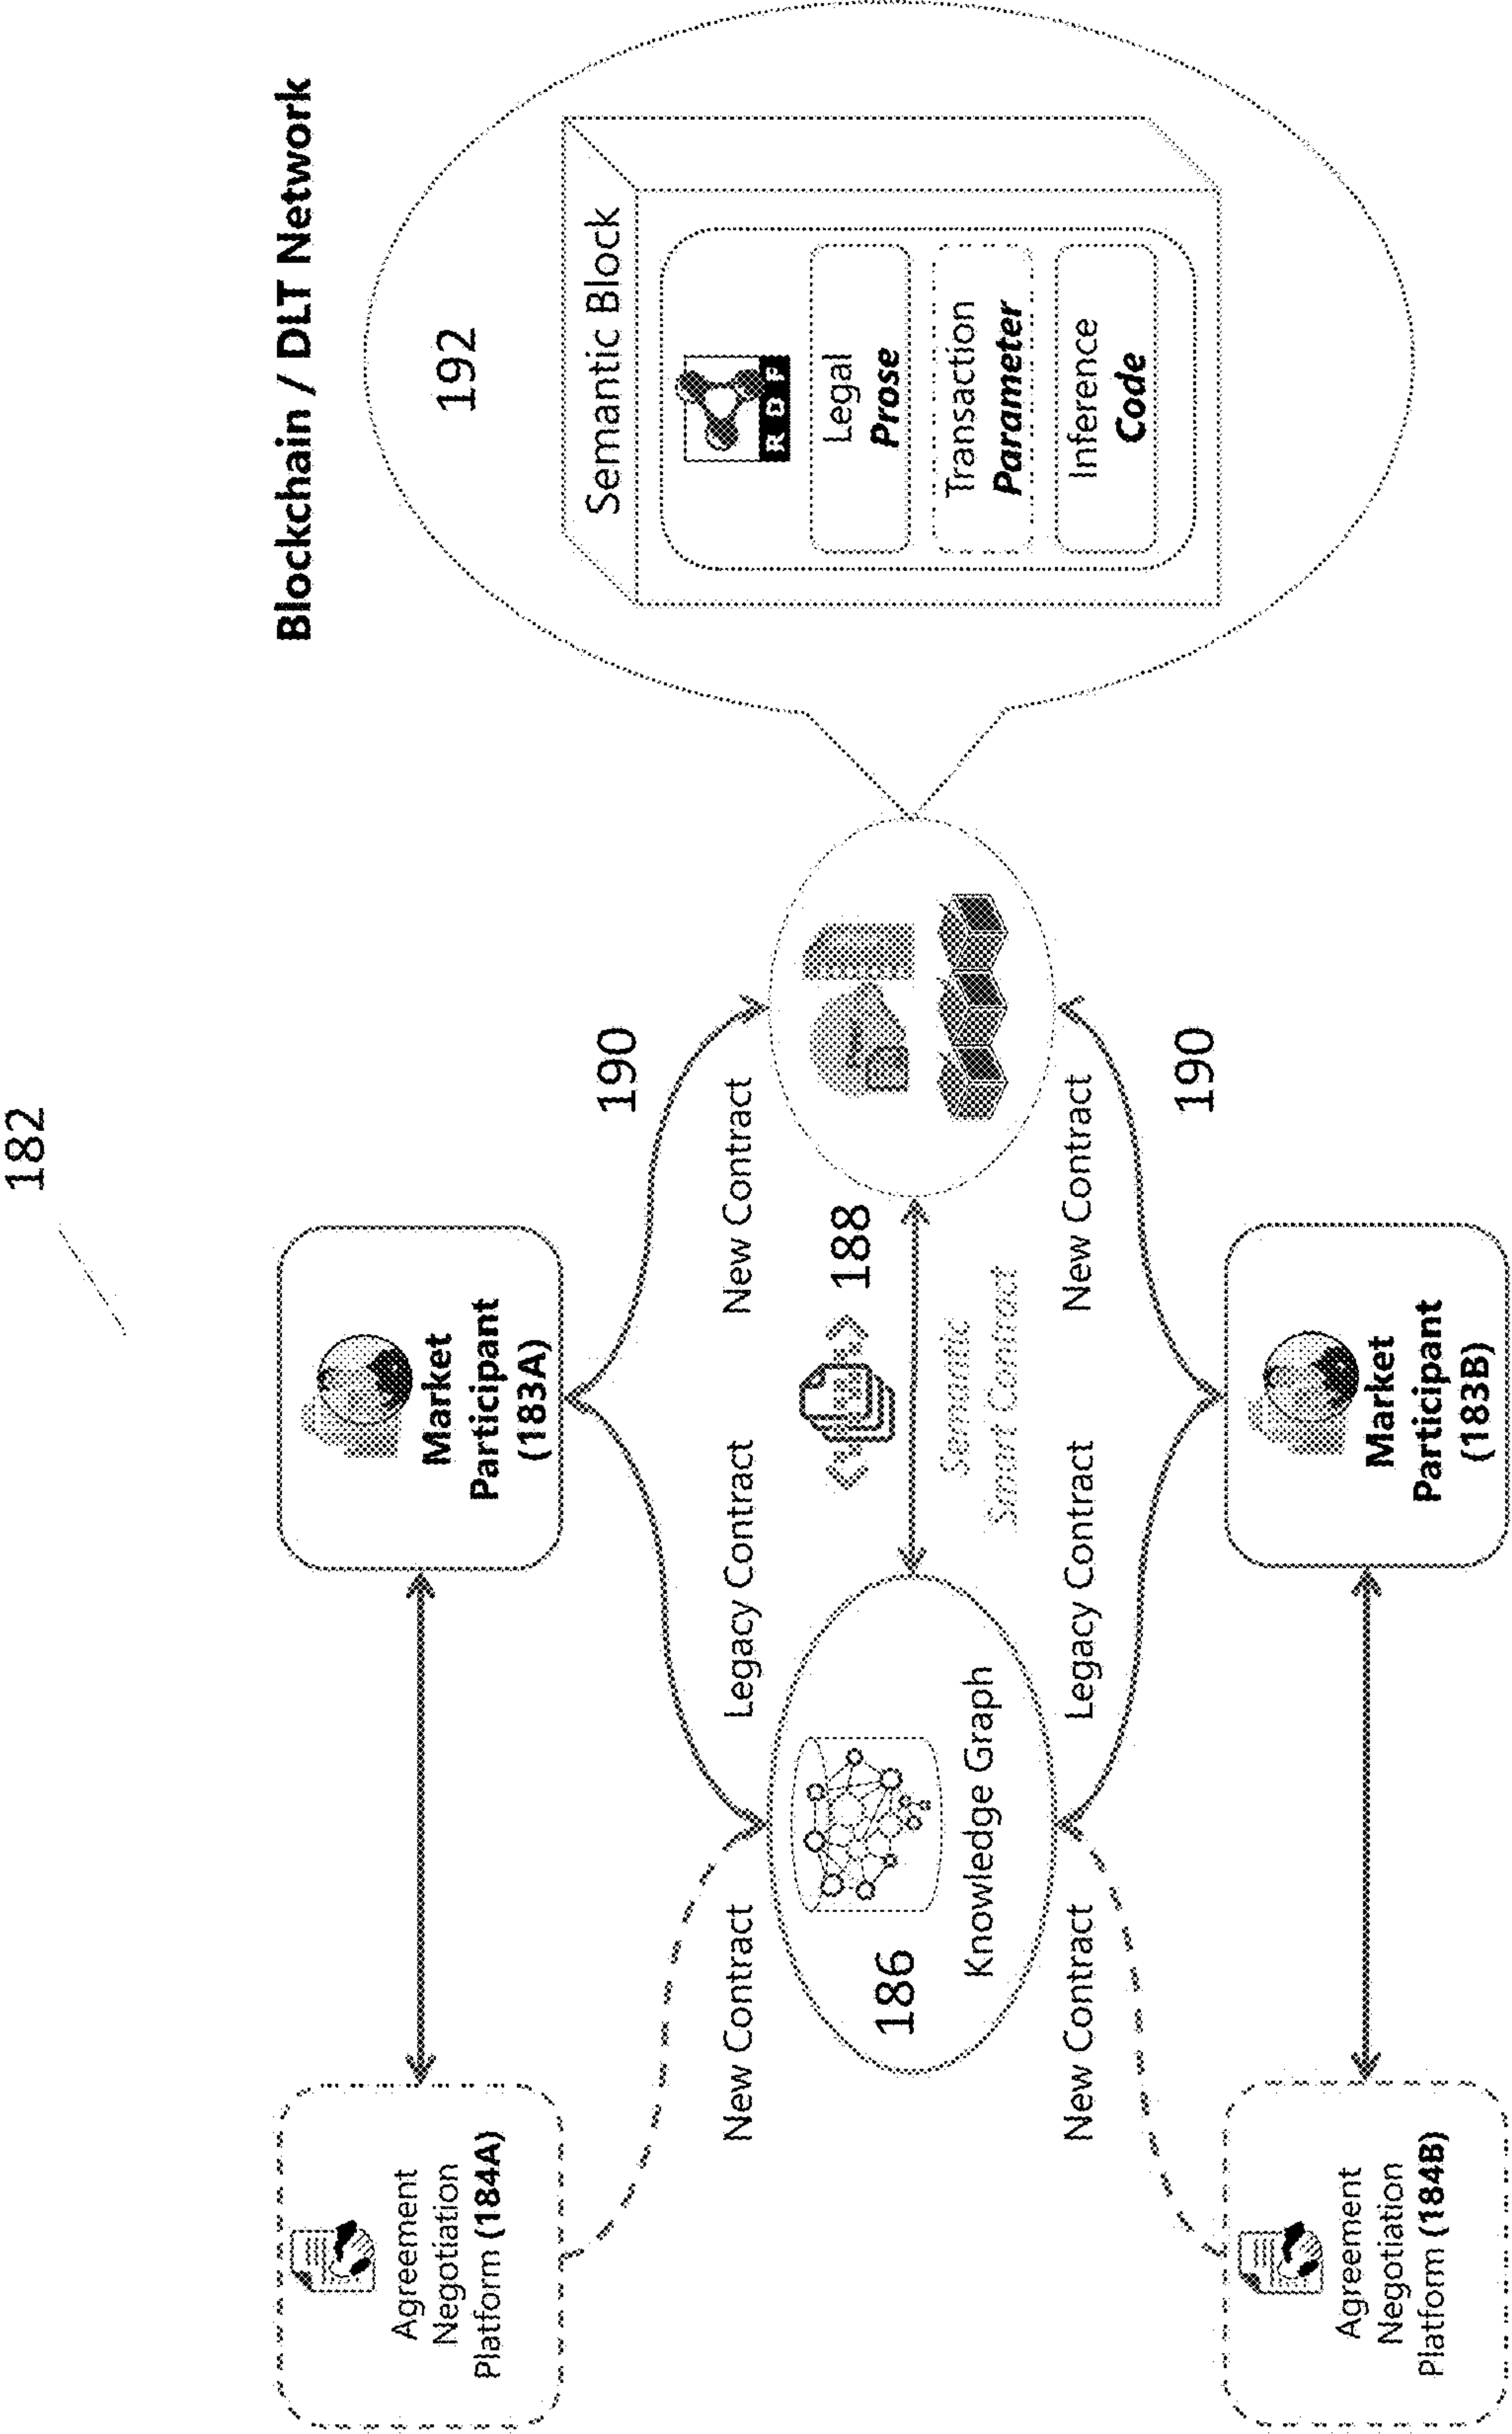 182
Blockchain / DLT Network
192
Semantic Block
RDF
Legal
Prose
Transaction
Parameter
Inference
Code
Agreement
Negotiation
Platform (184A)
Market
Participant
(183A)
190
New Contract
Legacy Contract
New Contract
186
Knowledge Graph
188
Semantic
Smart Contract
New Contract
Legacy Contract
New Contract
190
Agreement
Negotiation
Platform (184B)
Market
Participant
(183B)